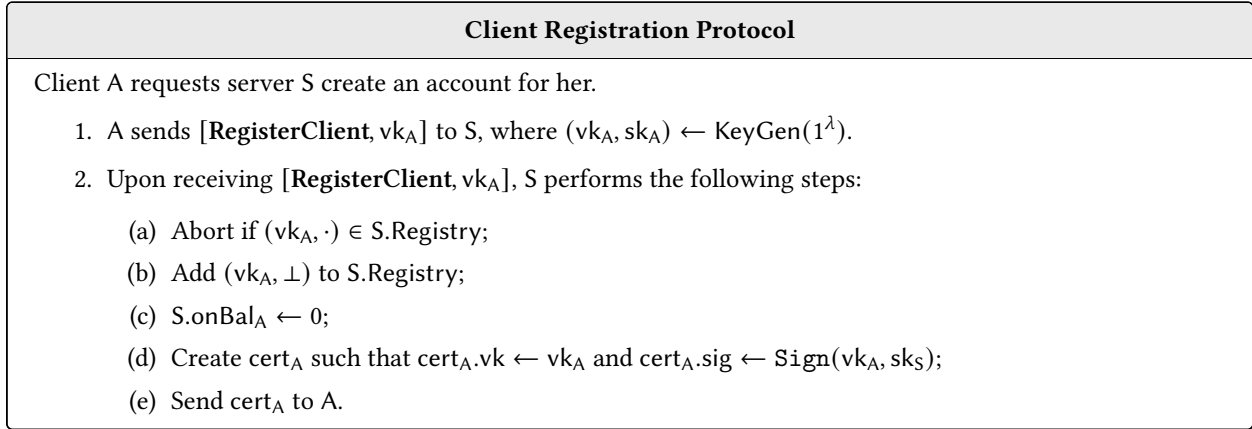 Client Registration Protocol
Client A requests server S create an account for her.
1. A sends [RegisterClient, vk_A] to S, where (vk_A, sk_A) ← KeyGen(1^λ).
2. Upon receiving [RegisterClient, vk_A], S performs the following steps:
(a) Abort if (vk_A, ·) ∈ S.Registry;
(b) Add (vk_A, ⊥) to S.Registry;
(c) S.onBal_A ← 0;
(d) Create cert_A such that cert_A.vk ← vk_A and cert_A.sig ← Sign(vk_A, sk_S);
(e) Send cert_A to A.